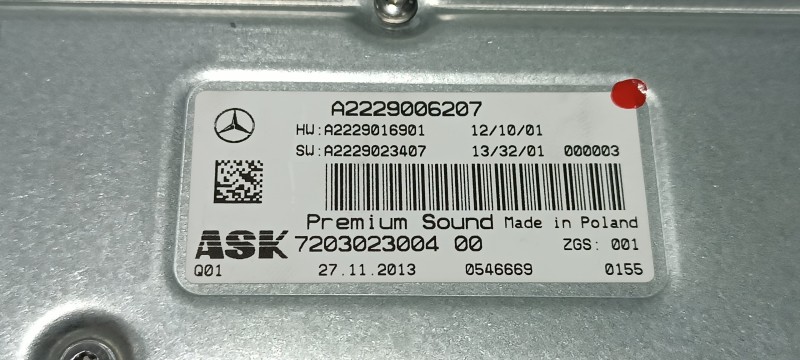 A2229006207
HW:A2229016901 12/10/01
SW:A2229023407 13/32/01 000003
Premium Sound Made in Poland
ASK 7203023004 00 ZGS: 001
Q01 27.11.2013 0546669 0155